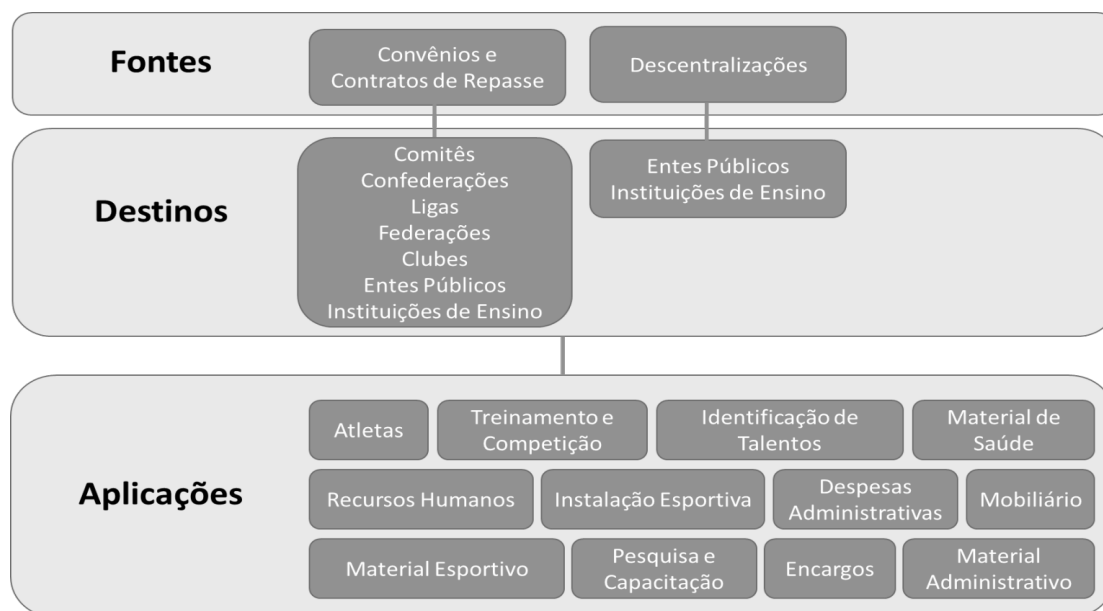 Fontes
Convênios e
Contratos de Repasse
Descentralizações
Destinos
Comitês
Confederações
Ligas
Federações
Clubes
Entes Públicos
Instituições de Ensino
Entes Públicos
Instituições de Ensino
Aplicações
Atletas
Treinamento e
Competição
Identificação de
Talentos
Material de
Saúde
Recursos Humanos
Instalação Esportiva
Despesas
Administrativas
Mobiliário
Material Esportivo
Pesquisa e
Capacitação
Encargos
Material
Administrativo